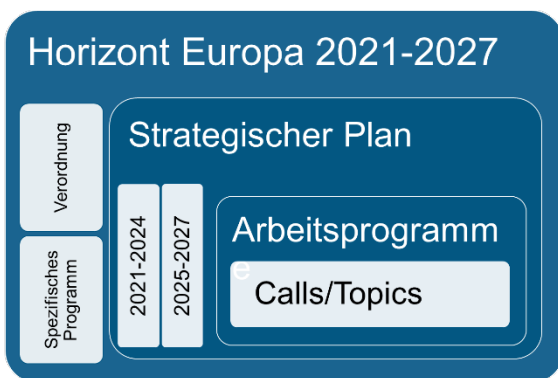 Horizont Europa 2021-2027
Verordnung
Spezifisches
Programm
Strategischer Plan
2021-2024
2025-2027
Arbeitsprogramm
e
Calls/Topics